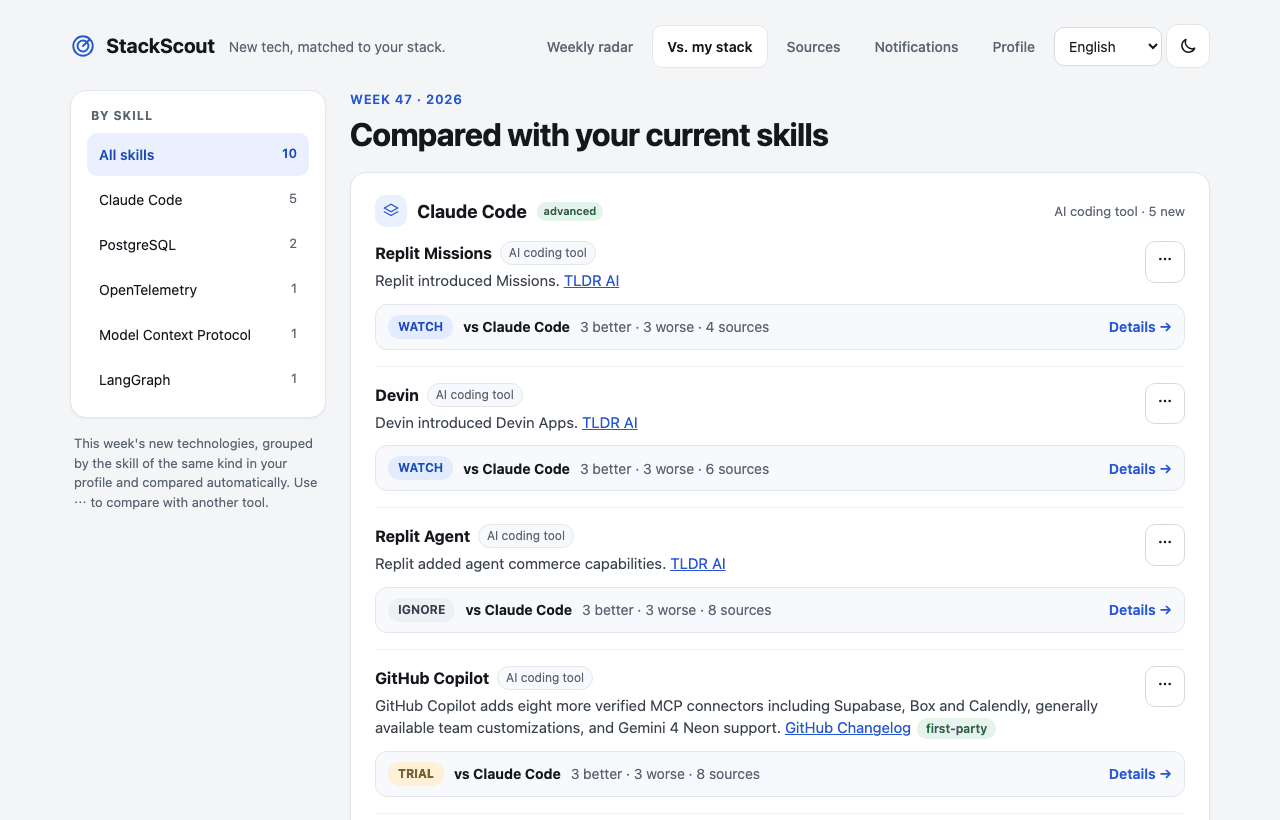 StackScout New tech, matched to your stack. Weekly radar Vs. my stack Sources Notifications Profile English
BY SKILL
All skills 10
Claude Code 5
PostgreSQL 2
OpenTelemetry 1
Model Context Protocol 1
LangGraph 1
This week's new technologies, grouped
by the skill of the same kind in your
profile and compared automatically. Use
··· to compare with another tool.
WEEK 47 · 2026
Compared with your current skills
Claude Code advanced AI coding tool · 5 new
Replit Missions AI coding tool ···
Replit introduced Missions. TLDR AI
WATCH vs Claude Code 3 better · 3 worse · 4 sources Details →
Devin AI coding tool ···
Devin introduced Devin Apps. TLDR AI
WATCH vs Claude Code 3 better · 3 worse · 6 sources Details →
Replit Agent AI coding tool ···
Replit added agent commerce capabilities. TLDR AI
IGNORE vs Claude Code 3 better · 3 worse · 8 sources Details →
GitHub Copilot AI coding tool ···
GitHub Copilot adds eight more verified MCP connectors including Supabase, Box and Calendly, generally
available team customizations, and Gemini 4 Neon support. GitHub Changelog first-party
TRIAL vs Claude Code 3 better · 3 worse · 8 sources Details →